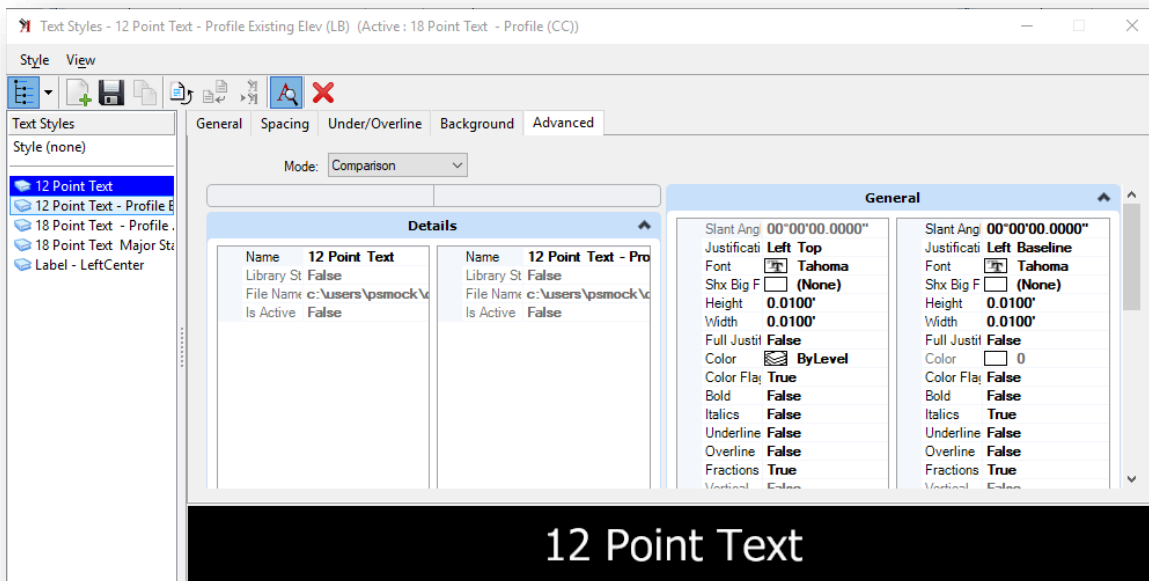 Text Styles - 12 Point Text - Profile Existing Elev (LB) (Active : 18 Point Text - Profile (CC))
Style View
Text Styles
Style (none)
12 Point Text
12 Point Text - Profile E
18 Point Text - Profile .
18 Point Text Major Sta
Label - LeftCenter
General Spacing Under/Overline Background Advanced
Mode: Comparison
Details
Name 12 Point Text
Library St False
File Name c:\users\psmock\
Is Active False
Name 12 Point Text - Pro
Library St False
File Name c:\users\psmock\
Is Active False
General
Slant Angl 00°00'00.0000"
Justificati Left Top
Font Tahoma
Shx Big F (None)
Height 0.0100'
Width 0.0100'
Full Justif False
Color ByLevel
Color Flag True
Bold False
Italics False
Underline False
Overline False
Fractions True
Vertical False
Slant Angl 00°00'00.0000"
Justificati Left Baseline
Font Tahoma
Shx Big F (None)
Height 0.0100'
Width 0.0100'
Full Justif False
Color 0
Color Flag False
Bold False
Italics True
Underline False
Overline False
Fractions True
Vertical False
12 Point Text